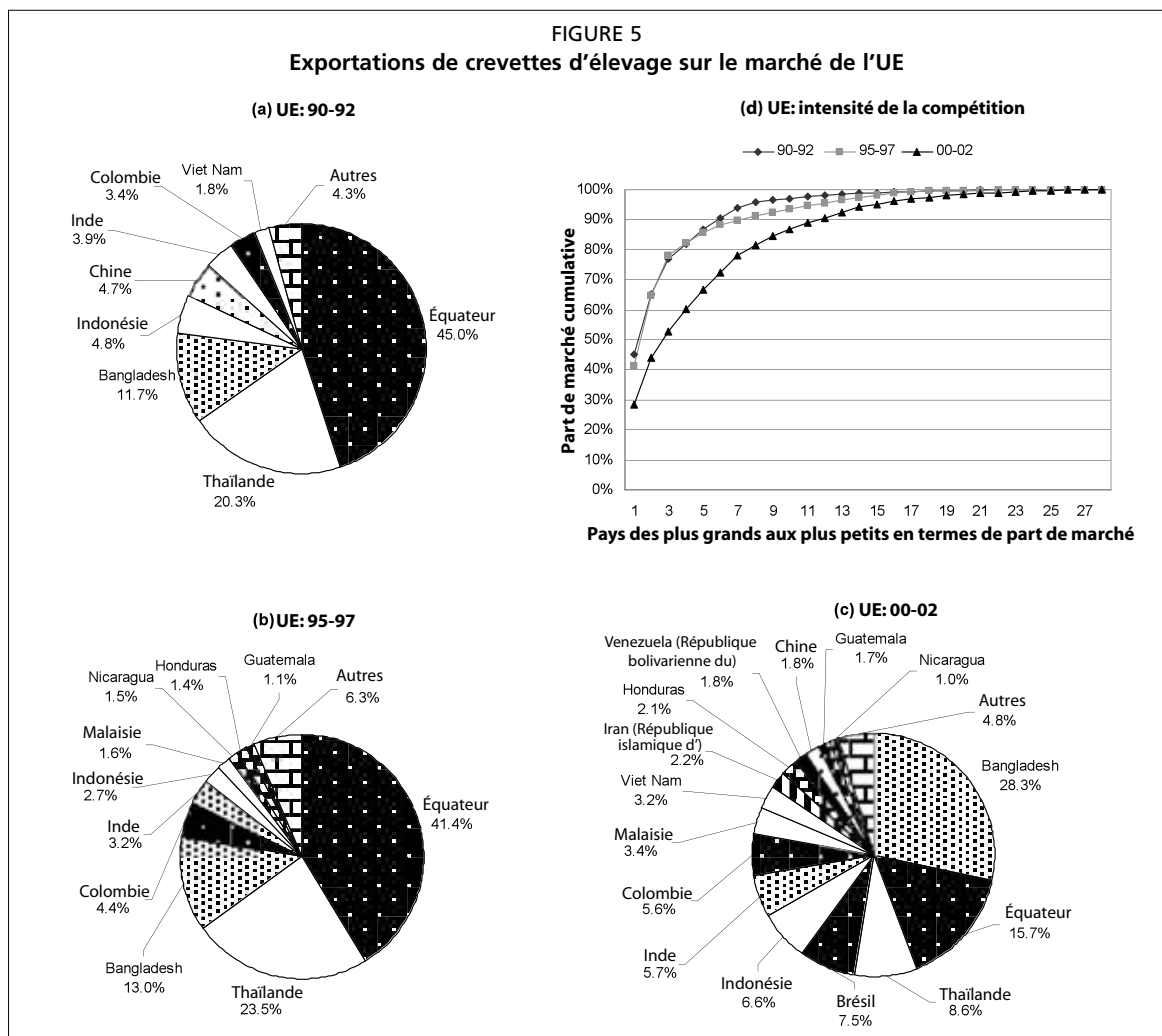 FIGURE 5
Exportations de crevettes d'élevage sur le marché de l'UE
(a) UE: 90-92
Viet Nam
1.8%
Autres
4.3%
Colombie
3.4%
Inde
3.9%
Chine
4.7%
Indonésie
4.8%
Bangladesh
11.7%
Thaïlande
20.3%
Équateur
45.0%
(d) UE: intensité de la compétition
90-92
95-97
00-02
Part de marché cumulative
100%
90%
80%
70%
60%
50%
40%
30%
20%
10%
0%
1 3 5 7 9 11 13 15 17 19 21 23 25 27
Pays des plus grands aux plus petits en termes de part de marché
(b) UE: 95-97
Guatemala
1.1%
Honduras
1.4%
Autres
6.3%
Nicaragua
1.5%
Malaisie
1.6%
Indonésie
2.7%
Inde
3.2%
Colombie
4.4%
Bangladesh
13.0%
Thaïlande
23.5%
Équateur
41.4%
(c) UE: 00-02
Venezuela (République
bolivarienne du)
1.8%
Chine
1.8%
Guatemala
1.7%
Nicaragua
1.0%
Autres
4.8%
Honduras
2.1%
Iran (République
islamique d')
2.2%
Viet Nam
3.2%
Malaisie
3.4%
Colombie
5.6%
Inde
5.7%
Indonésie
6.6%
Brésil
7.5%
Thaïlande
8.6%
Équateur
15.7%
Bangladesh
28.3%